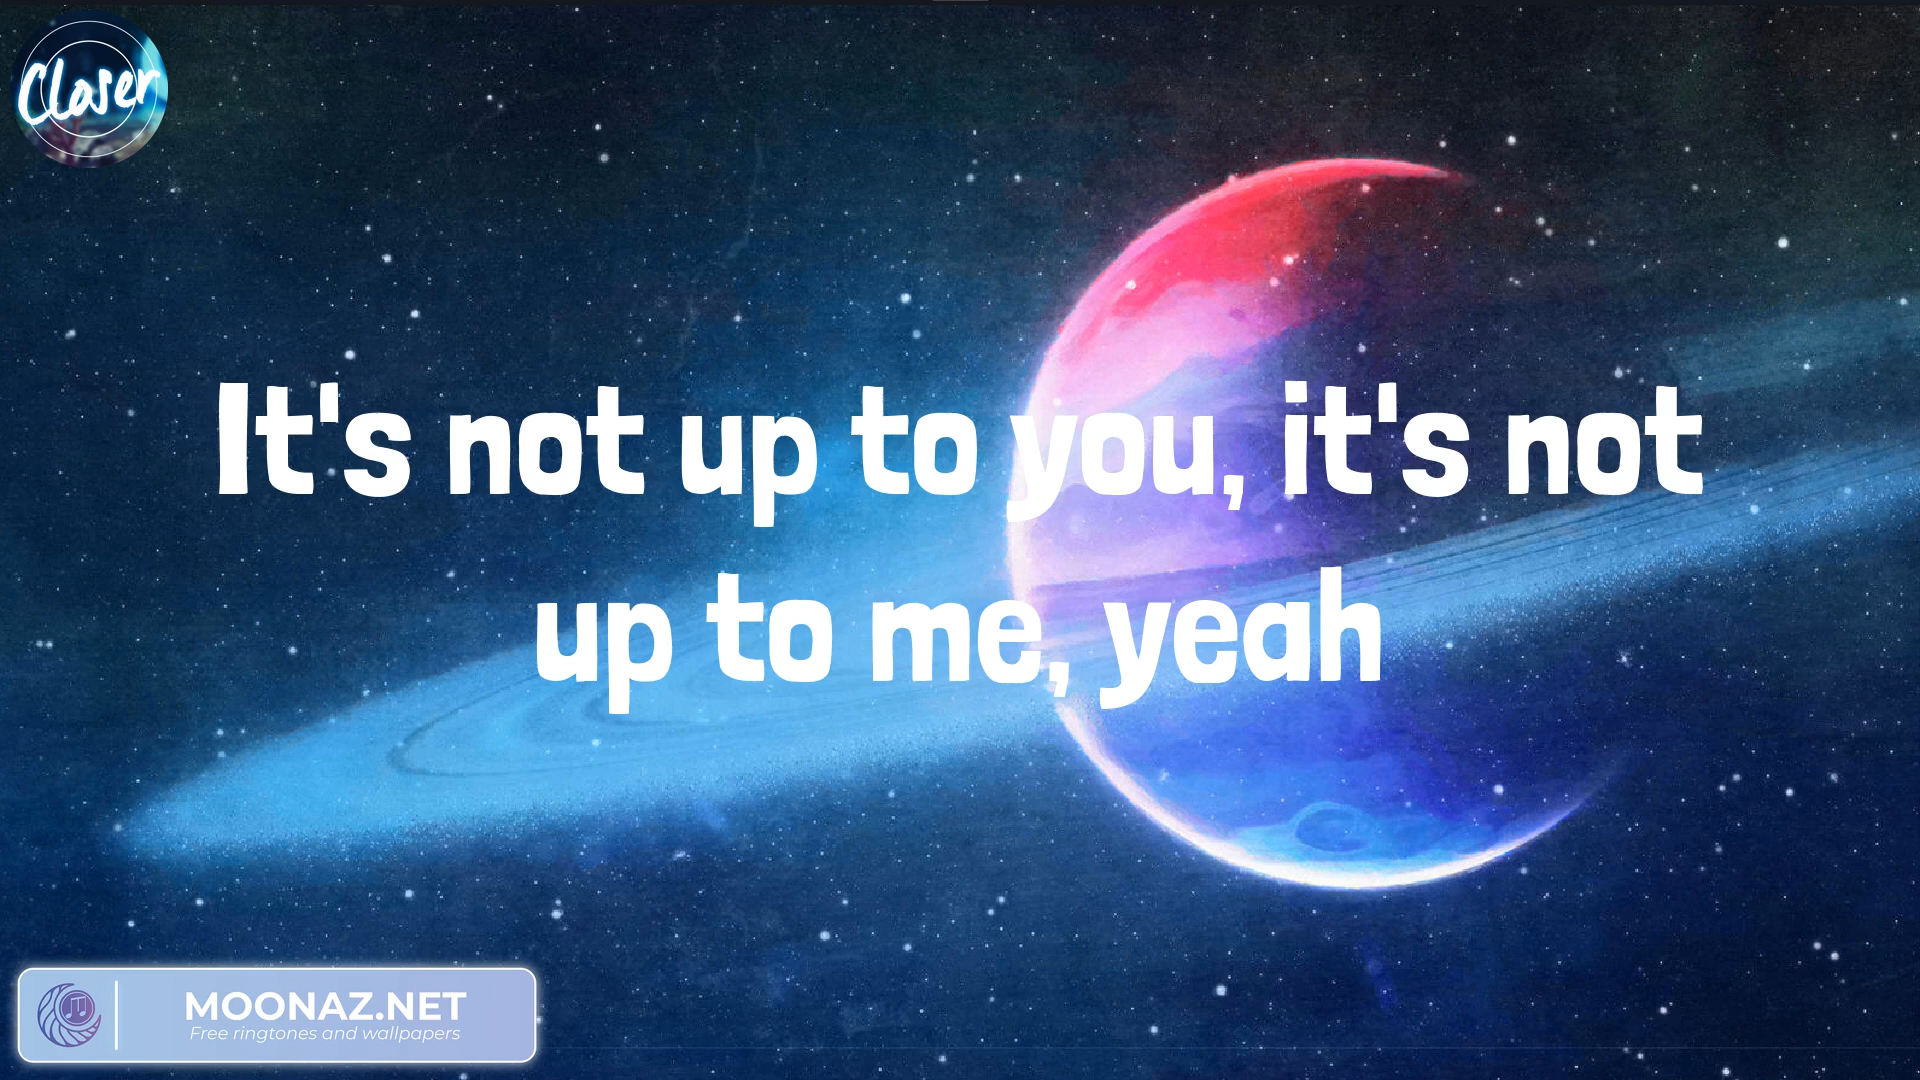 Closer
It's not up to you, it's not
up to me, yeah
MOONAZ.NET
Free ringtones and wallpapers